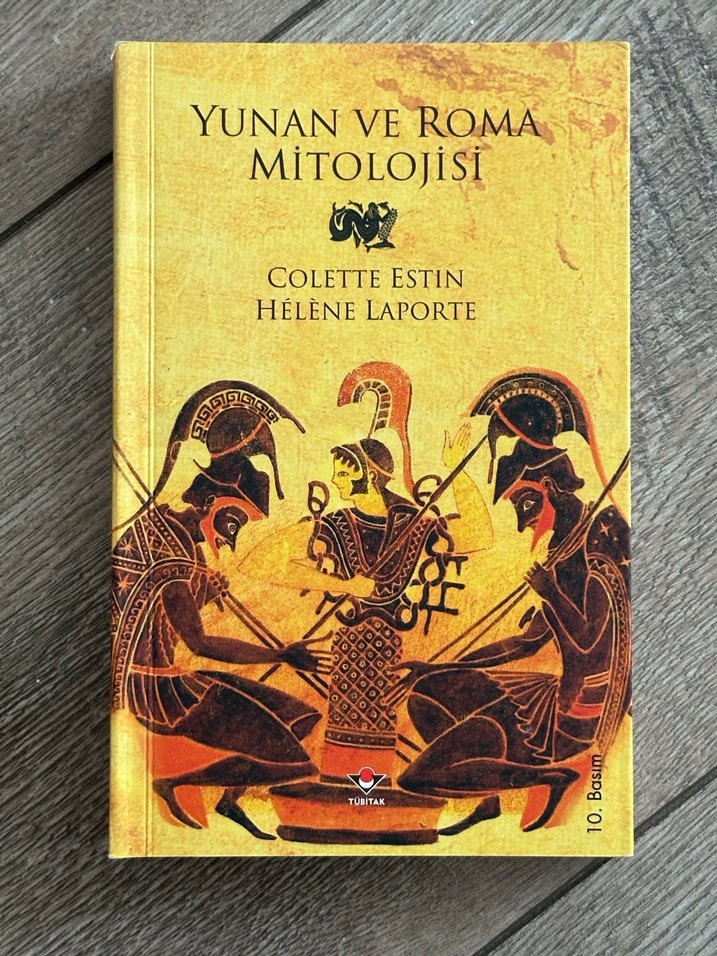 YUNAN VE ROMA
MİTOLOJİSİ
COLETTE ESTIN
HÉLÈNE LAPORTE
TÜBİTAK
10. Basım